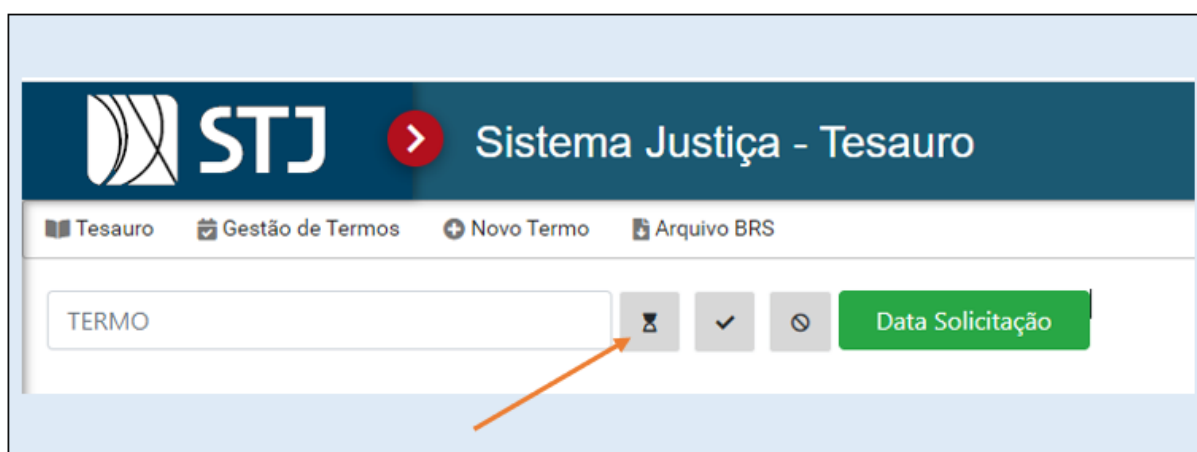 STJ Sistema Justiça - Tesauro
Tesauro Gestão de Termos Novo Termo Arquivo BRS
TERMO Data Solicitação